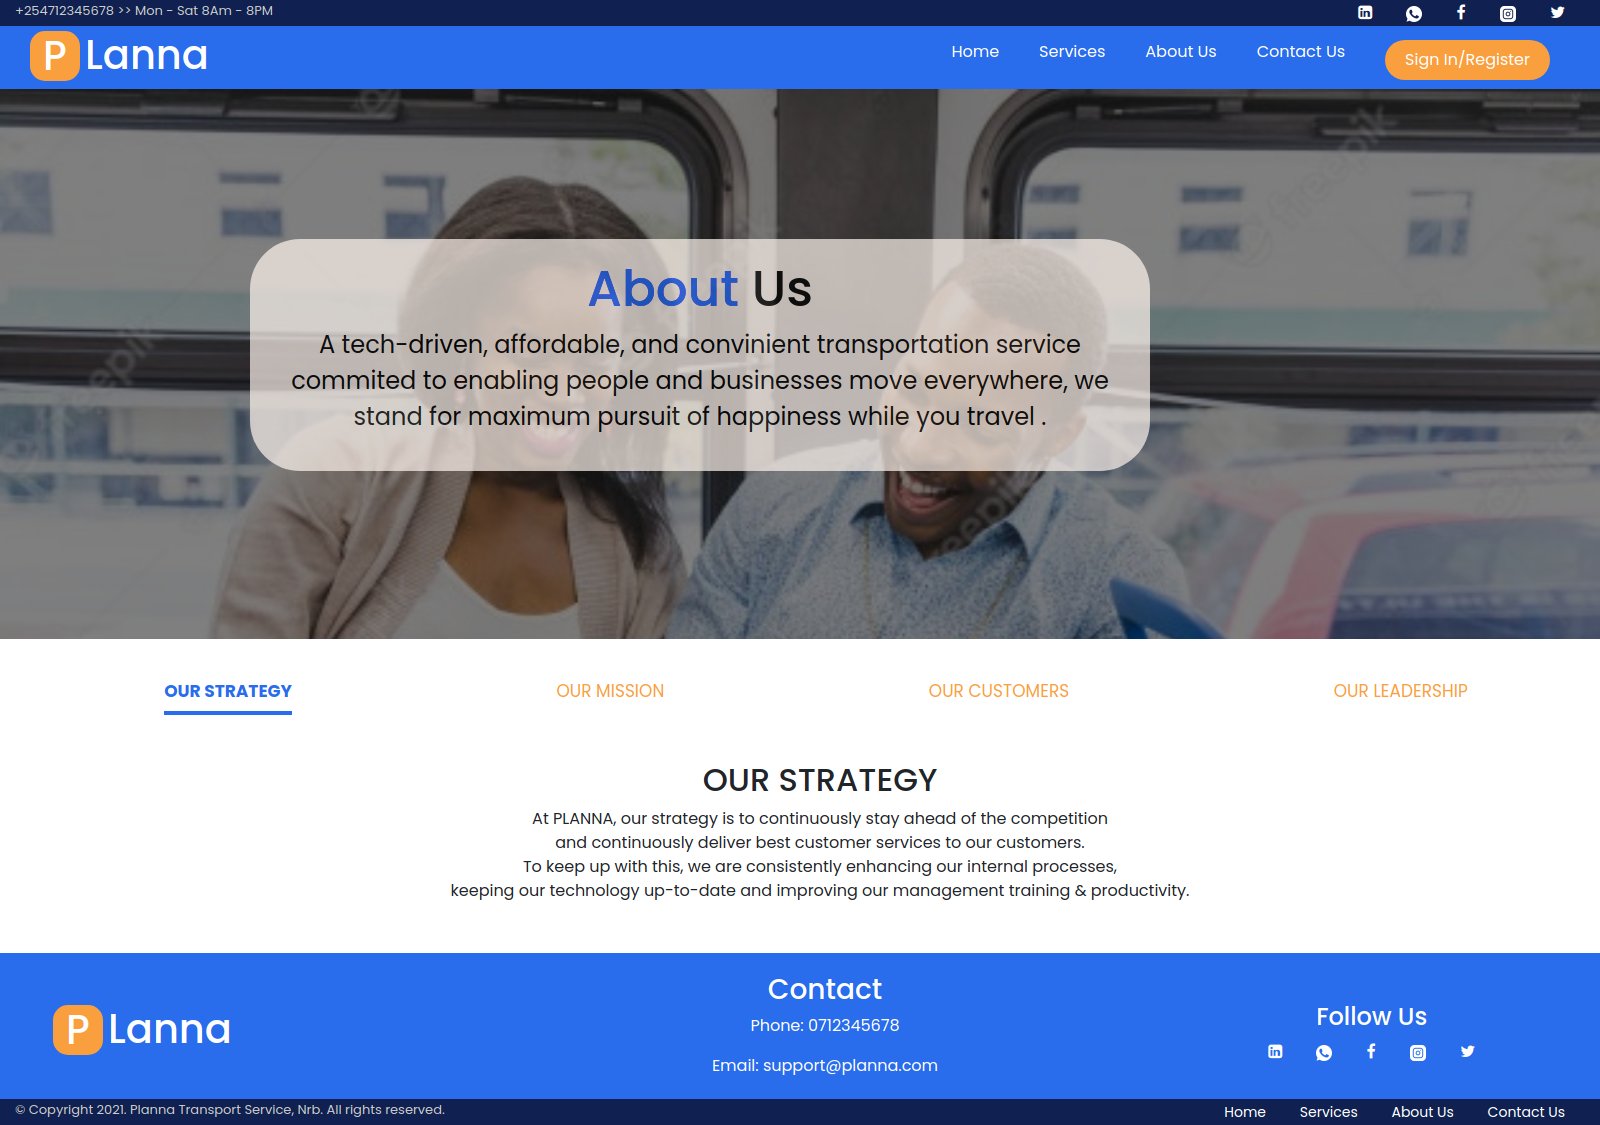 +254712345678 >> Mon - Sat 8Am - 8PM
P Lanna
Home Services About Us Contact Us Sign In/Register
About Us
A tech-driven, affordable, and convinient transportation service
commited to enabling people and businesses move everywhere, we
stand for maximum pursuit of happiness while you travel .
OUR STRATEGY OUR MISSION OUR CUSTOMERS OUR LEADERSHIP
OUR STRATEGY
At PLANNA, our strategy is to continuously stay ahead of the competition
and continuously deliver best customer services to our customers.
To keep up with this, we are consistently enhancing our internal processes,
keeping our technology up-to-date and improving our management training & productivity.
P Lanna
Contact
Phone: 0712345678
Email: support@planna.com
Follow Us
© Copyright 2021. Planna Transport Service, Nrb. All rights reserved.
Home Services About Us Contact Us